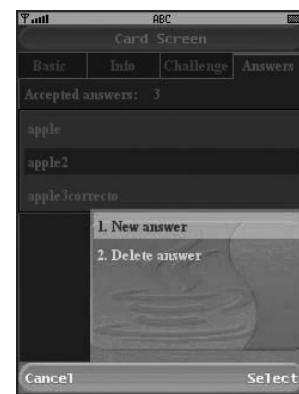 ABC
Card Screen
Basic Info Challenge Answers
Accepted answers: 3
apple
apple2
apple3correcto
1. New answer
2. Delete answer
Cancel Select